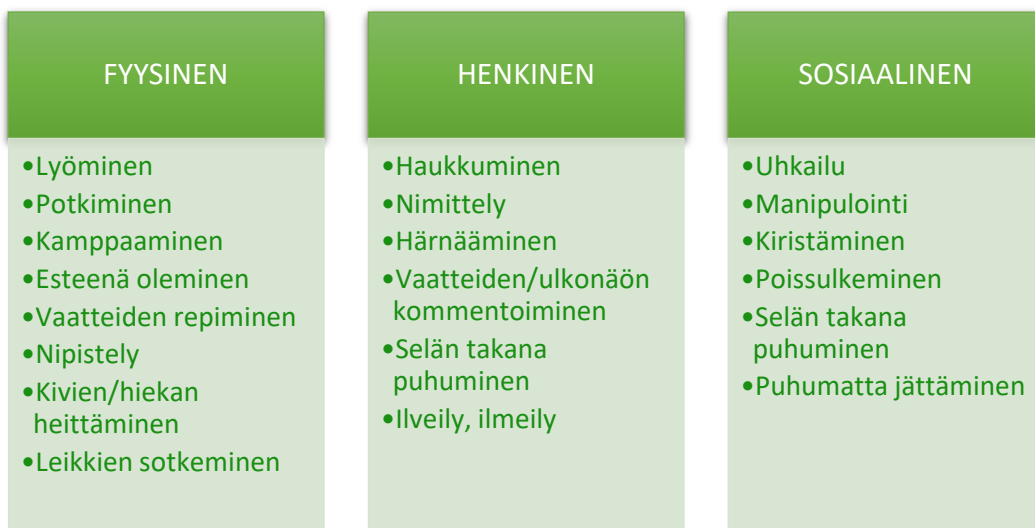 FYYSINEN
•Lyöminen
•Potkiminen
•Kamppaaminen
•Esteenä oleminen
•Vaatteiden repiminen
•Nipistely
•Kivien/hiekan
heittäminen
•Leikkien sotkeminen
HENKINEN
•Haukkuminen
•Nimittely
•Härnääminen
•Vaatteiden/ulkonäön
kommentoiminen
•Selän takana
puhuminen
•Ilveily, ilmeily
SOSIAALINEN
•Uhkailu
•Manipulointi
•Kiristäminen
•Poissulkeminen
•Selän takana
puhuminen
•Puhumatta jättäminen